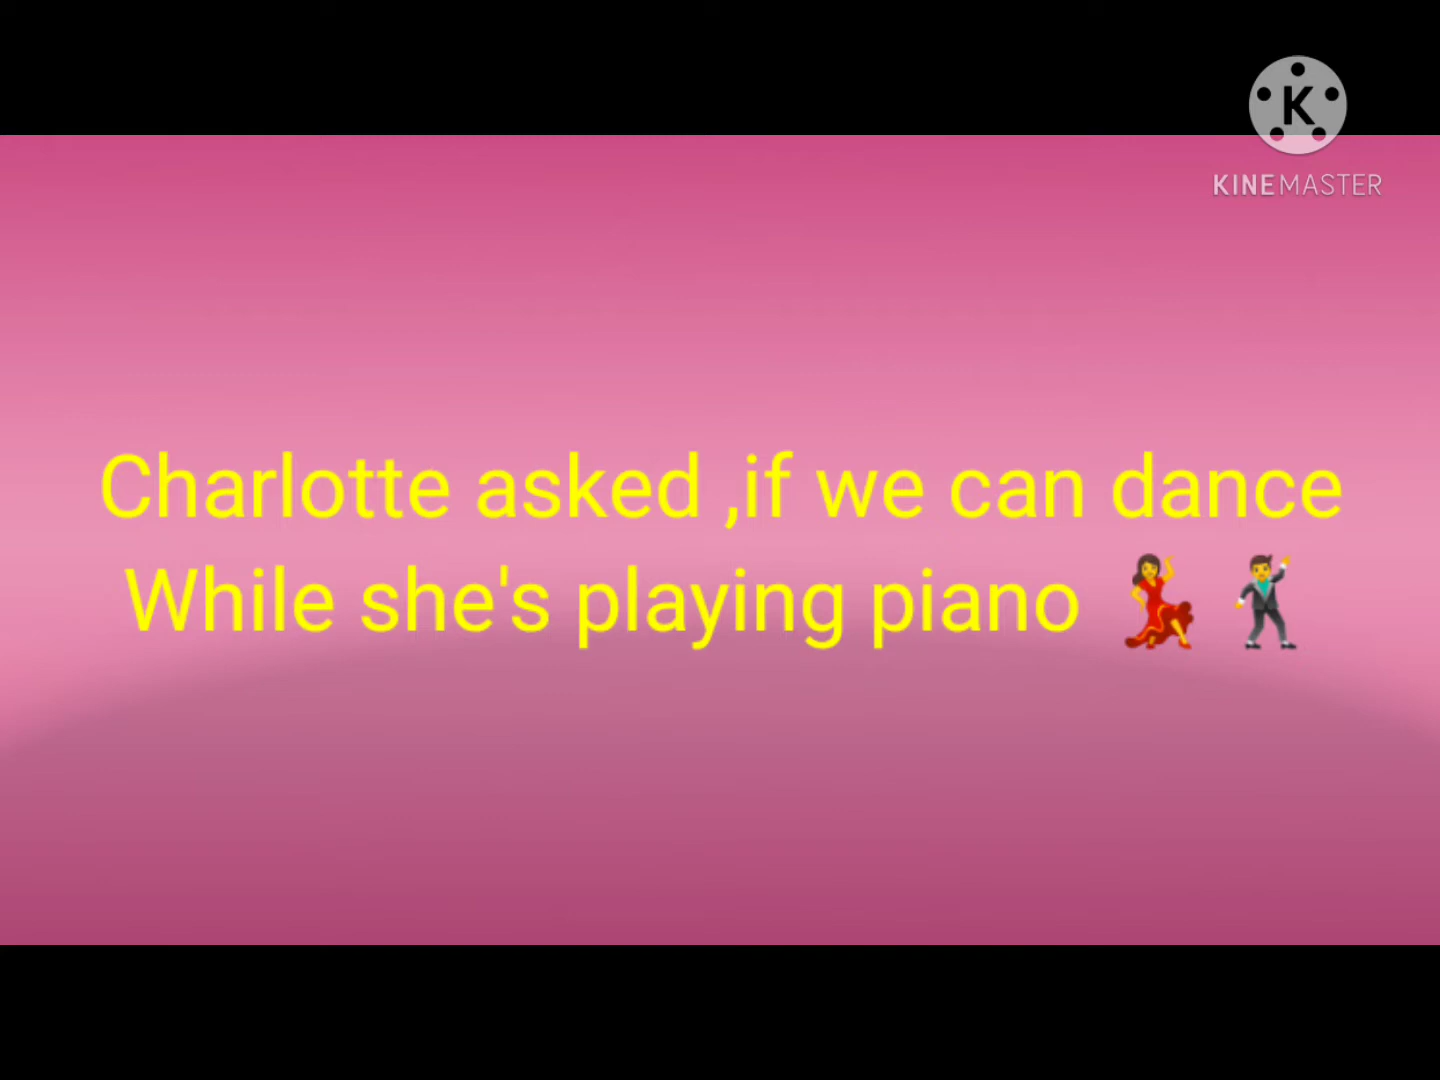 K
KINEMASTER
Charlotte asked ,if we can dance
While she's playing piano 💃 🕺